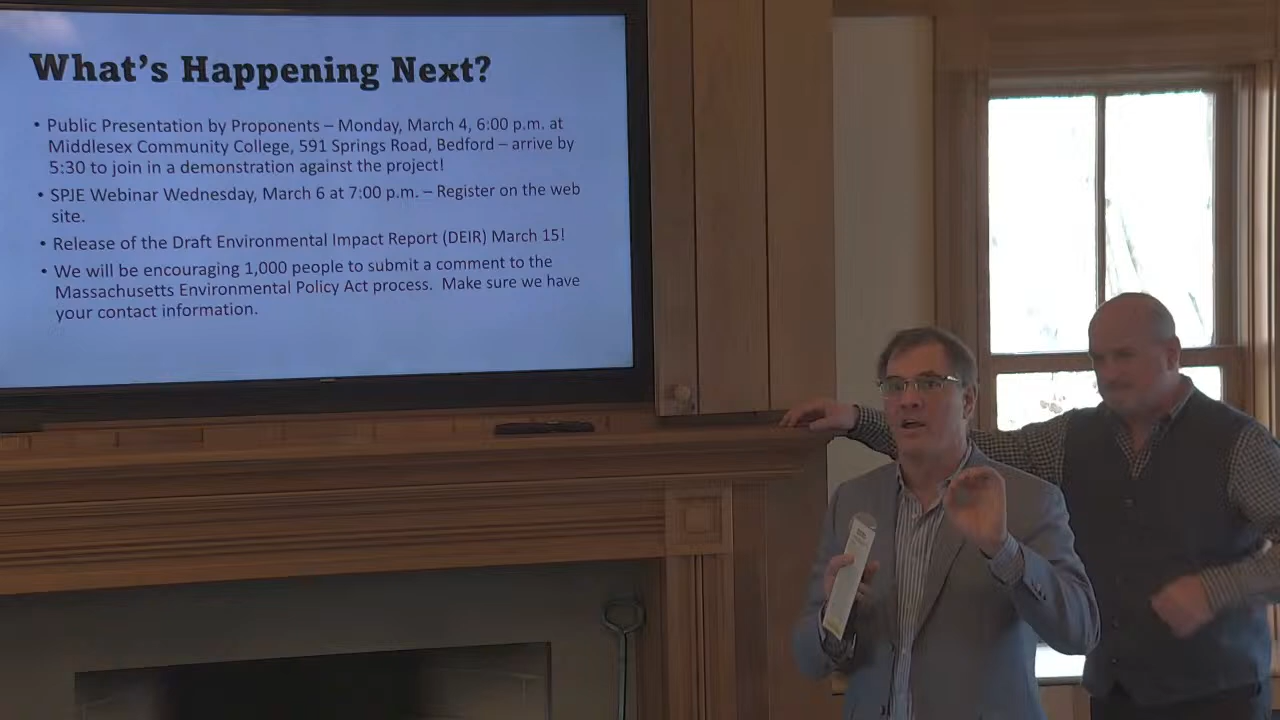 What's Happening Next?
• Public Presentation by Proponents – Monday, March 4, 6:00 p.m. at
Middlesex Community College, 591 Springs Road, Bedford – arrive by
5:30 to join in a demonstration against the project!
• SPJE Webinar Wednesday, March 6 at 7:00 p.m. – Register on the web
site.
• Release of the Draft Environmental Impact Report (DEIR) March 15!
• We will be encouraging 1,000 people to submit a comment to the
Massachusetts Environmental Policy Act process.  Make sure we have
your contact information.